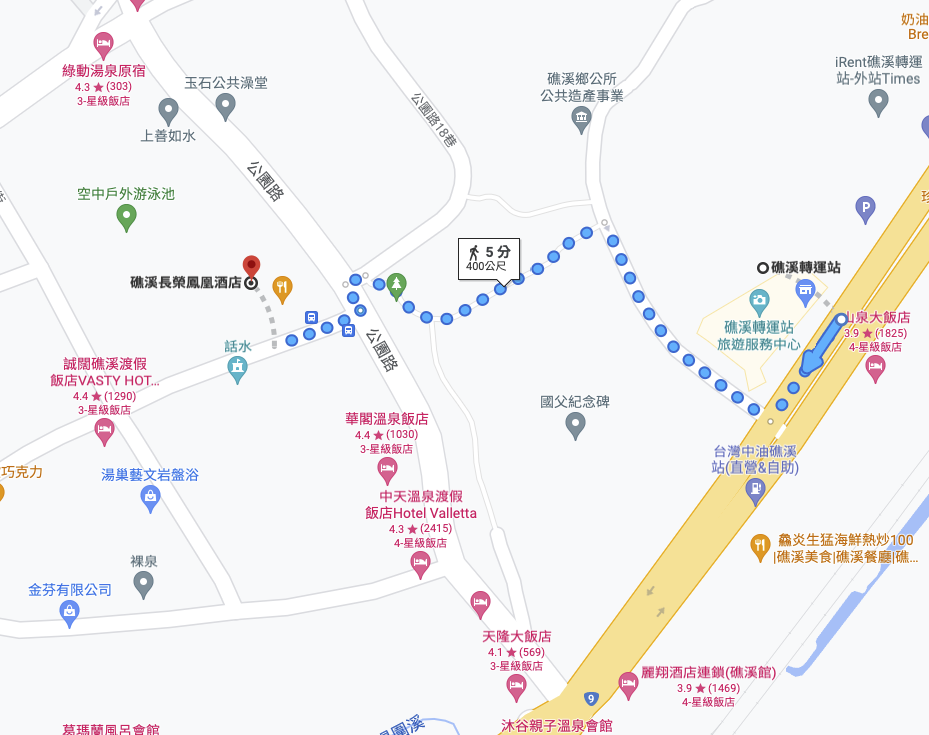 奶油
Bre
iRent礁溪轉運
站-外站Times
綠動湯泉原宿
4.3 ★ (303)
3-星級飯店
玉石公共澡堂
上善如水
礁溪鄉公所
公共造產事業
公園路18巷
公園路
空中戶外游泳池
珍
P
5 分
400公尺
礁溪長榮鳳凰酒店
礁溪轉運站
礁溪轉運站
旅遊服務中心
山泉大飯店
3.9 ★ (1825)
4-星級飯店
話水
公園路
誠闊礁溪渡假
飯店VASTY HOT...
4.4 ★ (1290)
3-星級飯店
華閣溫泉飯店
4.4 ★ (1030)
3-星級飯店
國父紀念碑
巧克力
湯巢藝文岩盤浴
台灣中油礁溪
站(直營&自助)
中天溫泉渡假
飯店Hotel Valletta
4.3 ★ (2415)
4-星級飯店
鱻炎生猛海鮮熱炒100
|礁溪美食|礁溪餐廳|礁...
裸泉
金芬有限公司
天隆大飯店
4.1 ★ (569)
3-星級飯店
麗翔酒店連鎖(礁溪館)
3.9 ★ (1469)
4-星級飯店
9
沐谷親子溫泉會館
葛瑪蘭風呂會館